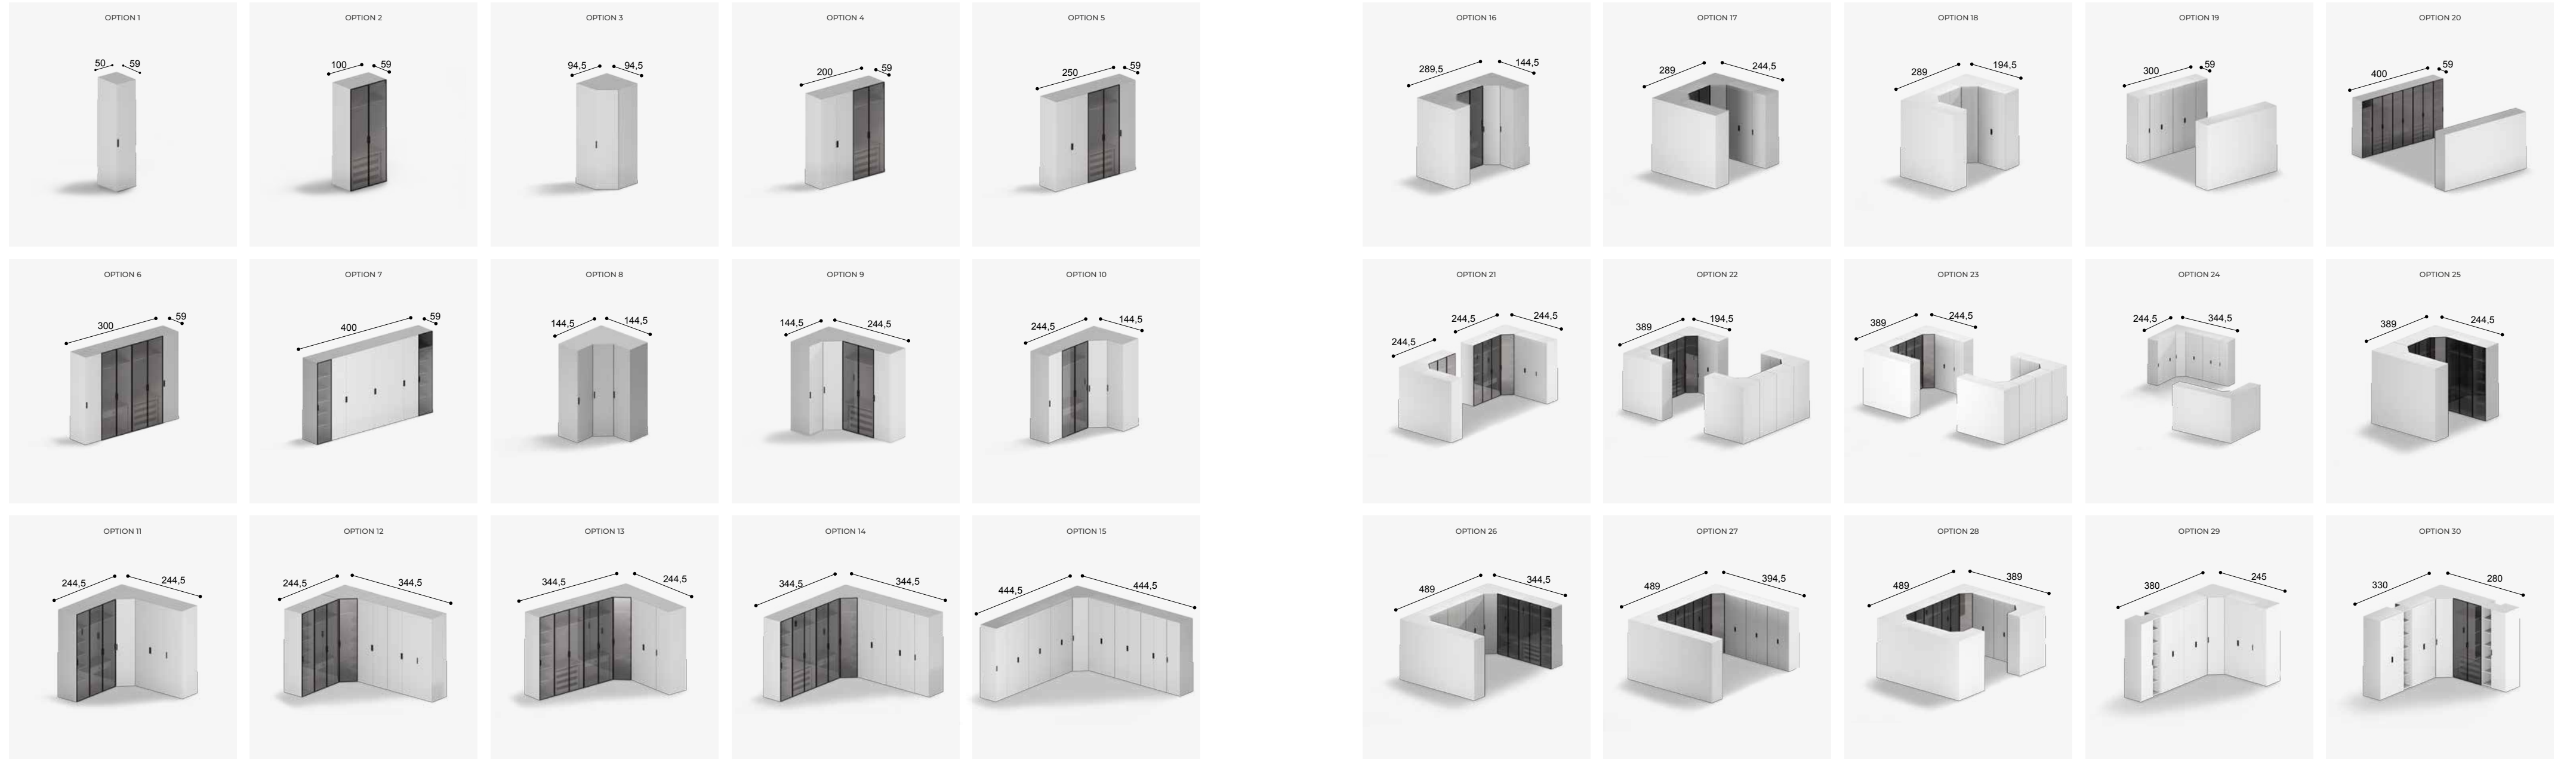 OPTION 1
50 59
OPTION 2
100 59
OPTION 3
94,5 94,5
OPTION 4
200 59
OPTION 5
250 59
OPTION 6
300 59
OPTION 7
400 59
OPTION 8
144,5 144,5
OPTION 9
144,5 244,5
OPTION 10
244,5 144,5
OPTION 11
244,5 244,5
OPTION 12
244,5 344,5
OPTION 13
344,5 244,5
OPTION 14
344,5 344,5
OPTION 15
444,5 444,5
OPTION 16
289,5 144,5
OPTION 17
289 244,5
OPTION 18
289 194,5
OPTION 19
300 59
OPTION 20
400 59
OPTION 21
244,5 244,5 244,5
OPTION 22
389 194,5
OPTION 23
389 244,5
OPTION 24
244,5 344,5
OPTION 25
389 244,5
OPTION 26
489 344,5
OPTION 27
489 394,5
OPTION 28
489 389
OPTION 29
380 245
OPTION 30
330 280